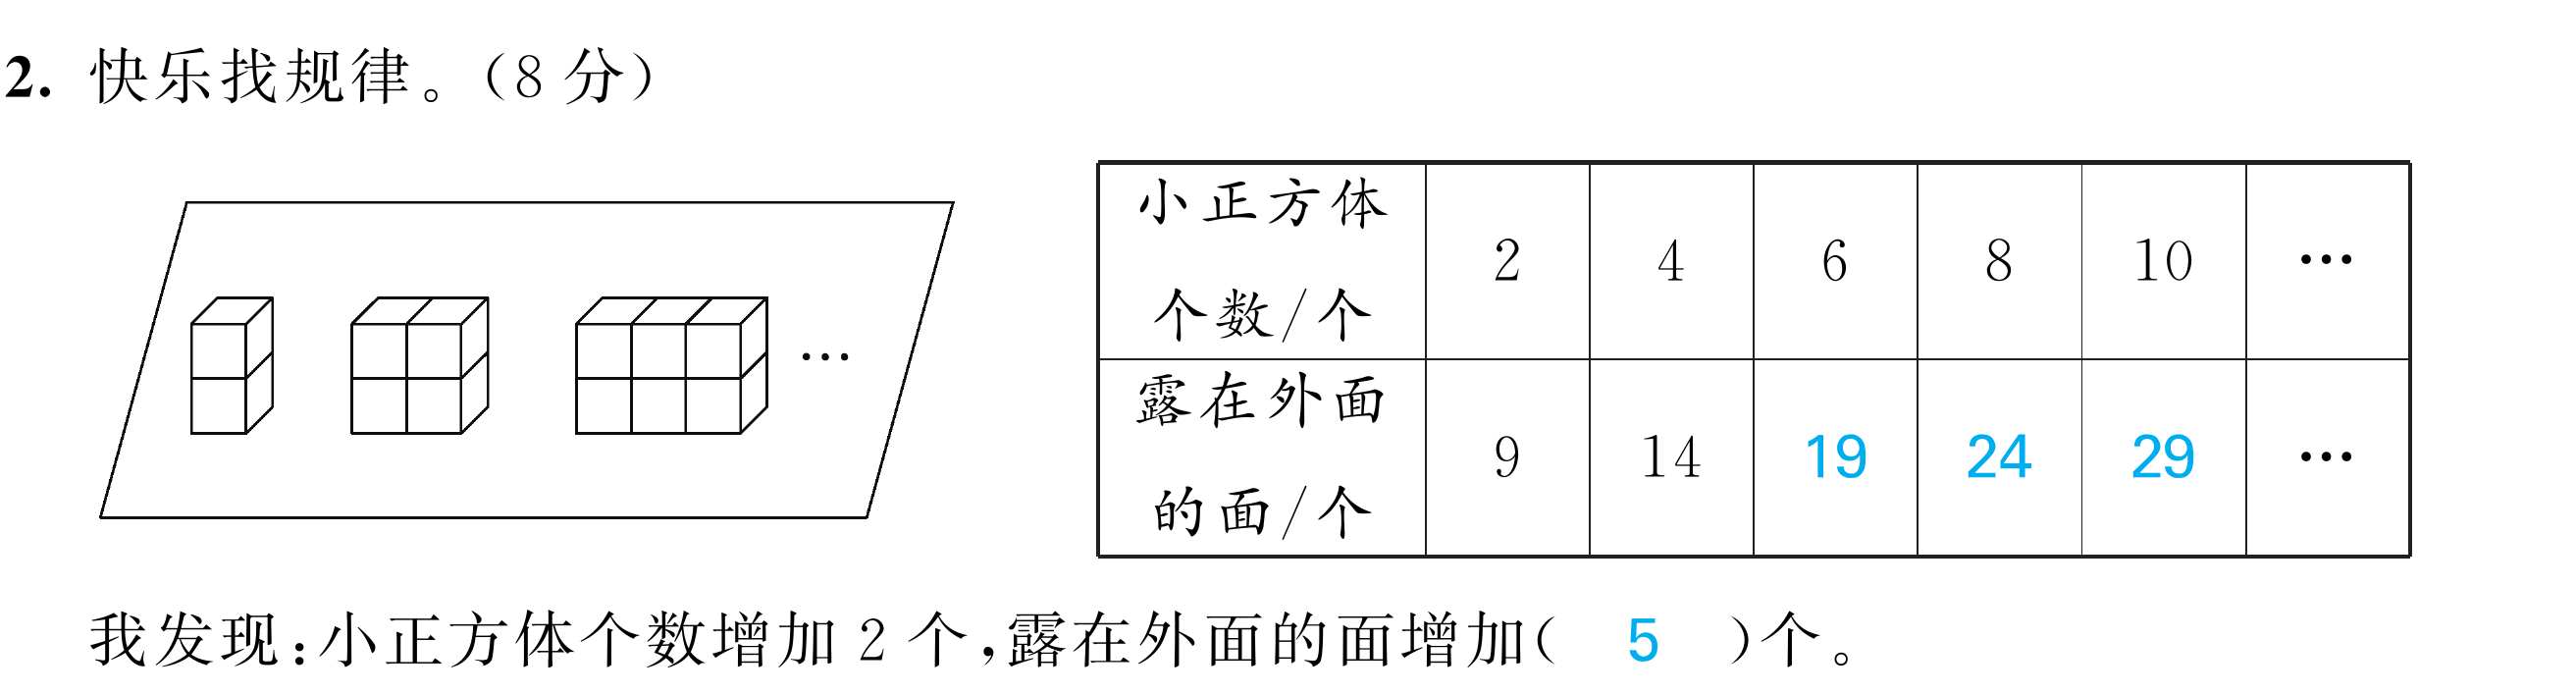 2. 快乐找规律。(8 分)
小正方体个数/个 2 4 6 8 10 …
露在外面的面/个 9 14 19 24 29 …
…
我发现:小正方体个数增加 2 个,露在外面的面增加( 5 )个。